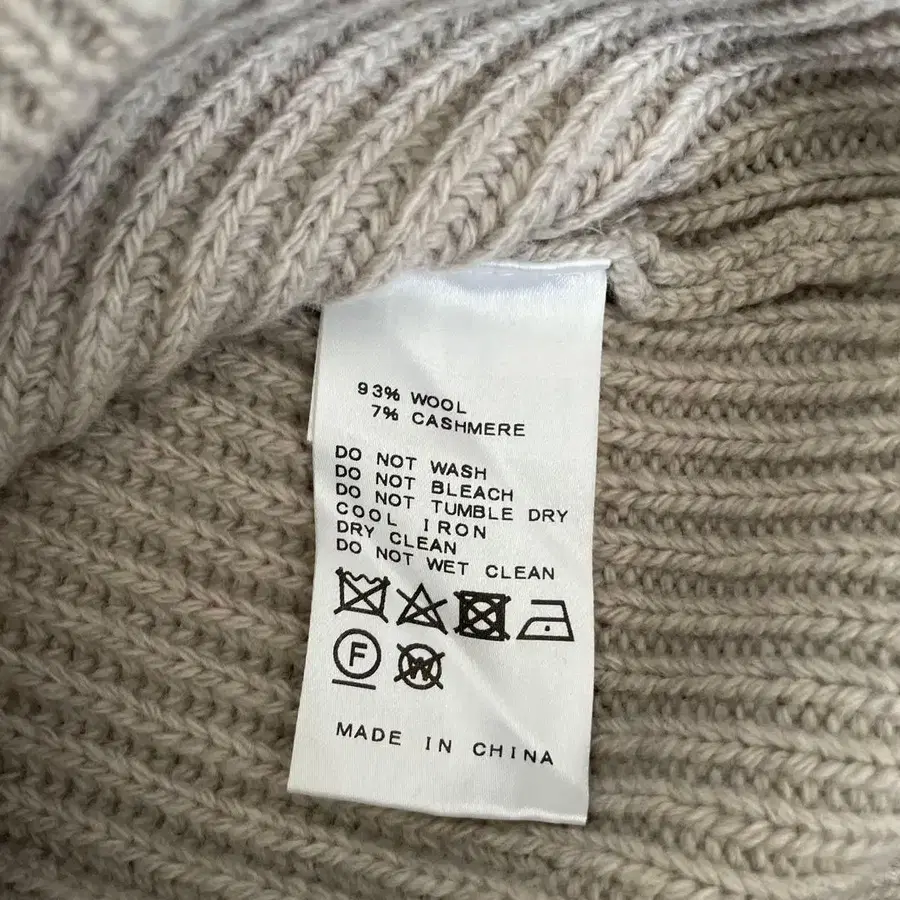 93% WOOL
7% CASHMERE
DO NOT WASH
DO NOT BLEACH
DO NOT TUMBLE DRY
COOL IRON
DRY CLEAN
DO NOT WET CLEAN
F W
MADE IN CHINA